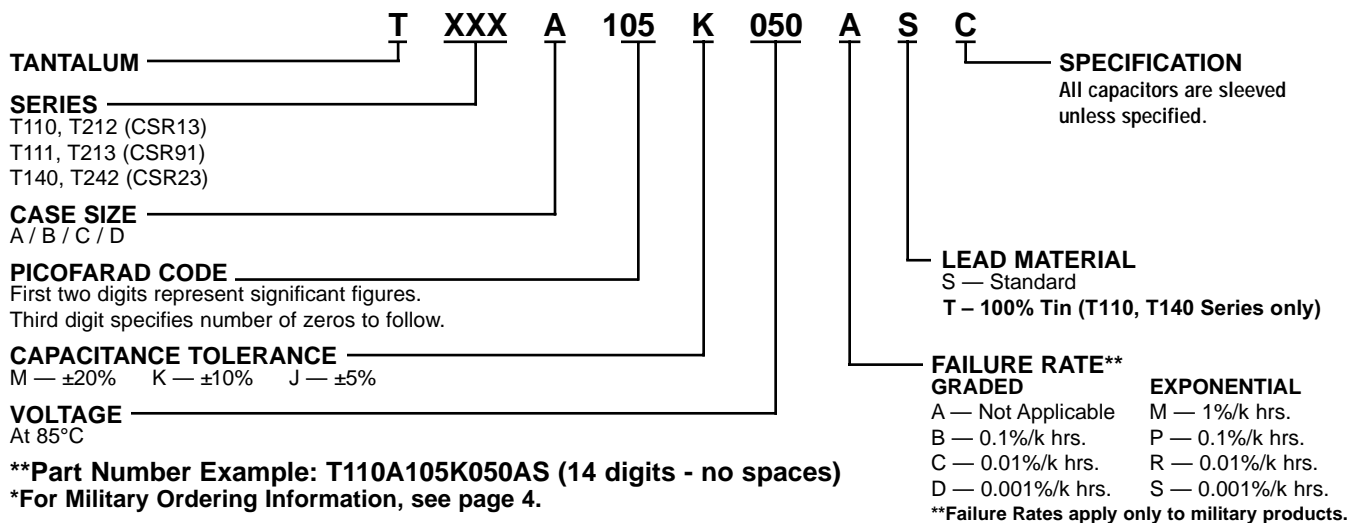 T XXX A 105 K 050 A S C
TANTALUM
SERIES
T110, T212 (CSR13)
T111, T213 (CSR91)
T140, T242 (CSR23)
CASE SIZE
A / B / C / D
PICOFARAD CODE
First two digits represent significant figures.
Third digit specifies number of zeros to follow.
CAPACITANCE TOLERANCE
M — ±20% K — ±10% J — ±5%
VOLTAGE
At 85°C
SPECIFICATION
All capacitors are sleeved
unless specified.
LEAD MATERIAL
S — Standard
T – 100% Tin (T110, T140 Series only)
FAILURE RATE**
GRADED EXPONENTIAL
A — Not Applicable M — 1%/k hrs.
B — 0.1%/k hrs. P — 0.1%/k hrs.
C — 0.01%/k hrs. R — 0.01%/k hrs.
D — 0.001%/k hrs. S — 0.001%/k hrs.
**Failure Rates apply only to military products.
**Part Number Example: T110A105K050AS (14 digits - no spaces)
*For Military Ordering Information, see page 4.